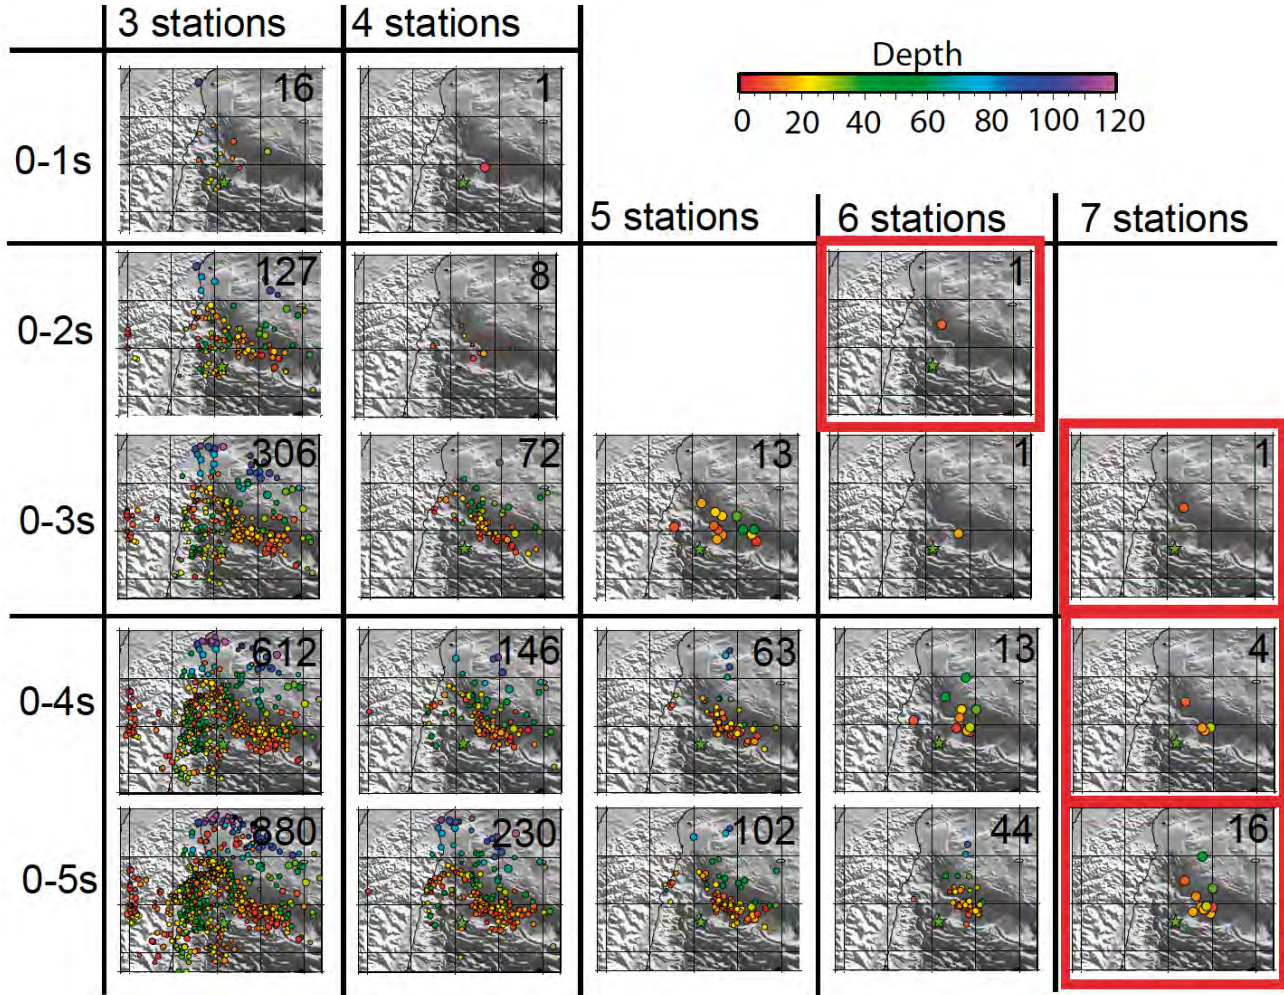 3 stations 4 stations
Depth
0 20 40 60 80 100 120
0-1s 16 1
5 stations 6 stations 7 stations
0-2s 127 8 1
0-3s 306 72 13 1 1
0-4s 612 146 63 13 4
0-5s 880 230 102 44 16